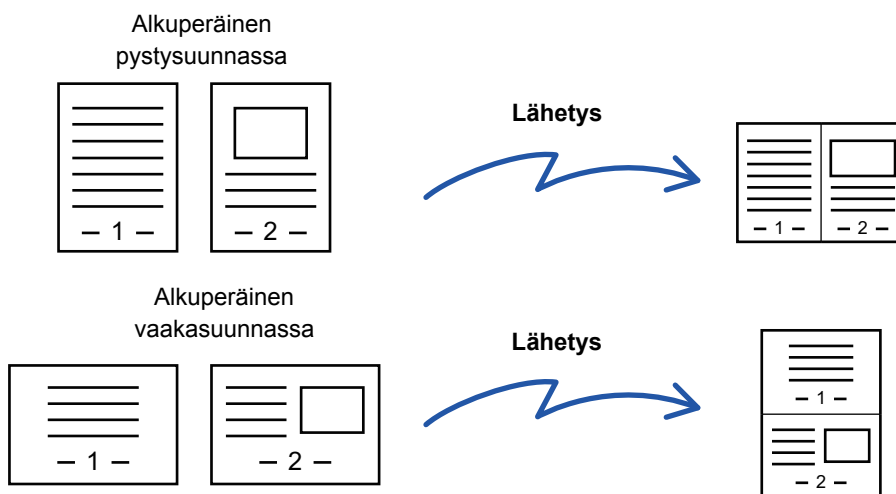 Alkuperäinen
pystysuunnassa
Lähetys
– 1 –
– 2 –
– 1 –
– 2 –
Alkuperäinen
vaakasuunnassa
Lähetys
– 1 –
– 2 –
– 1 –
– 2 –